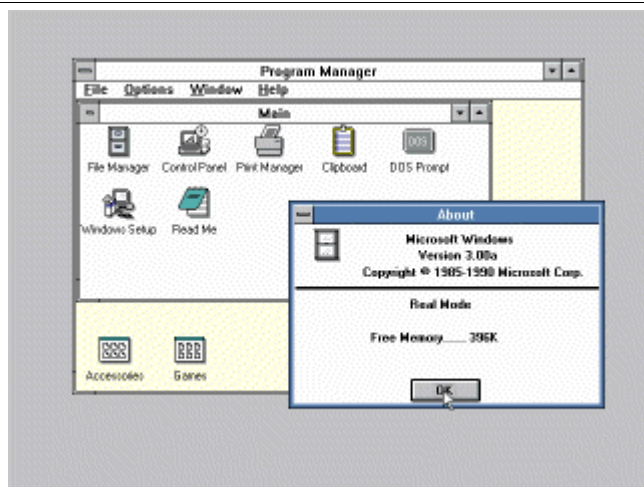 Program Manager
File Options Window Help
Main
File Manager Control Panel Print Manager Clipboard DOS Prompt
DOS
Windows Setup Read Me
About
Microsoft Windows
Version 3.00a
Copyright © 1985-1990 Microsoft Corp.
Real Mode
Free Memory 396K
OK
Accessories Games